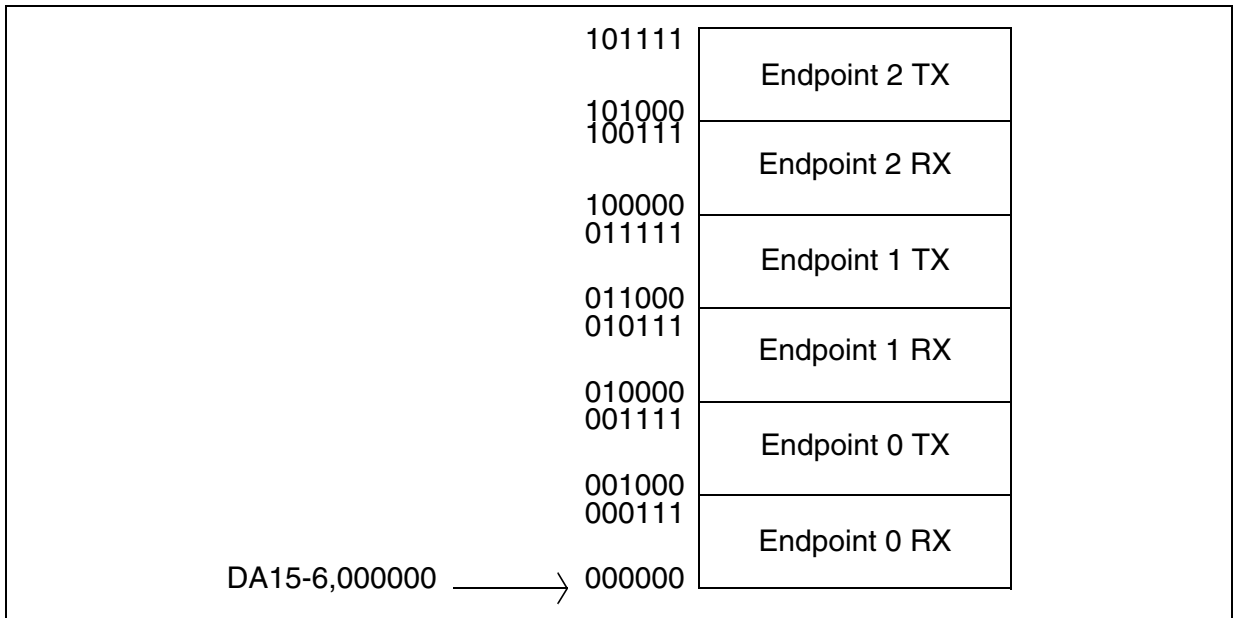 101111
Endpoint 2 TX
101000
100111
Endpoint 2 RX
100000
011111
Endpoint 1 TX
011000
010111
Endpoint 1 RX
010000
001111
Endpoint 0 TX
001000
000111
Endpoint 0 RX
DA15-6,000000 000000